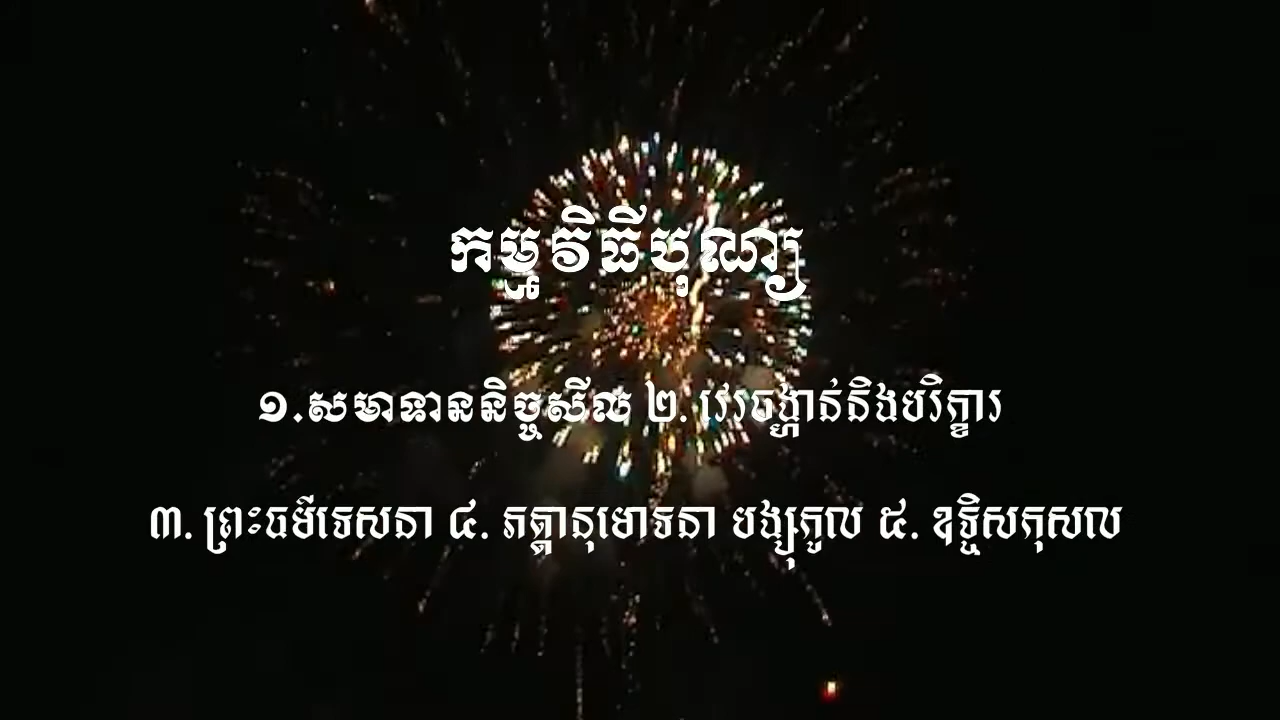 កម្មវិធីបុណ្យ
១.សមាទាននិច្ចសីល ២. វេរចង្ហាន់និងបរិក្ខារ
៣. ព្រះធម៌ទេសនា ៤. ភត្តានុមោទនា បង្សុកូល ៥. ឧទ្ទិសកុសល